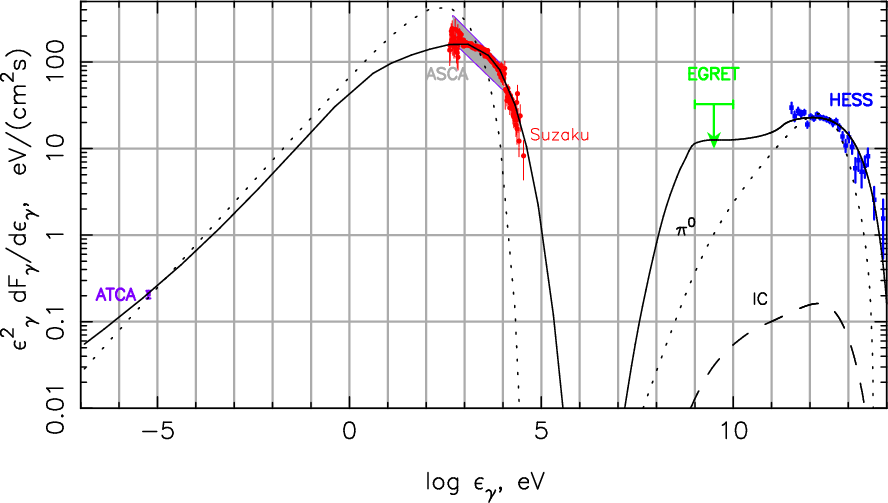 ϵ²γ dFγ/dϵγ, eV/(cm²s)
100
10
1
0.1
0.01
ASCA
Suzaku
EGRET
HESS
π⁰
IC
ATCA
−5
0
5
10
log ϵγ, eV